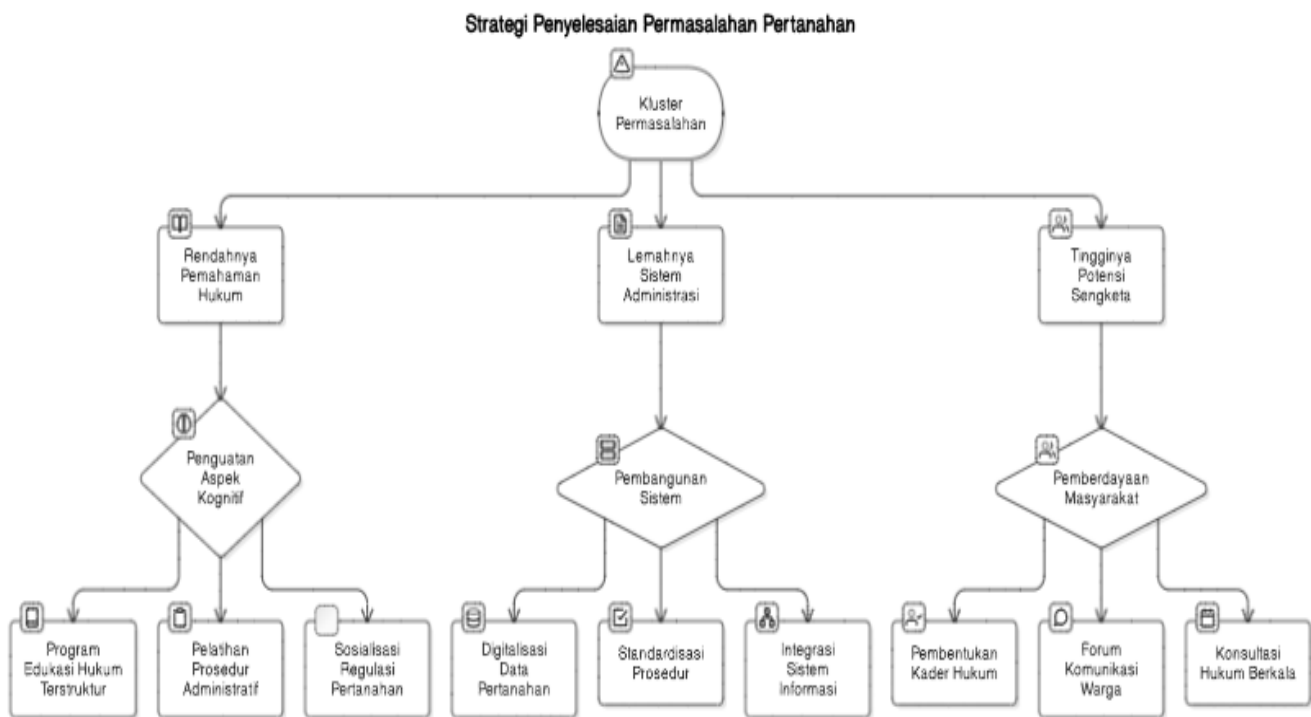 Strategi Penyelesaian Permasalahan Pertanahan
Kluster
Permasalahan
Rendahnya
Pemahaman
Hukum
Lemahnya
Sistem
Administrasi
Tingginya
Potensi
Sengketa
Penguatan
Aspek
Kognitif
Pembangunan
Sistem
Pemberdayaan
Masyarakat
Program
Edukasi Hukum
Terstruktur
Pelatihan
Prosedur
Administratif
Sosialisasi
Regulasi
Pertanahan
Digitalisasi
Data
Pertanahan
Standardisasi
Prosedur
Integrasi
Sistem
Informasi
Pembentukan
Kader Hukum
Forum
Komunikasi
Warga
Konsultasi
Hukum Berkala